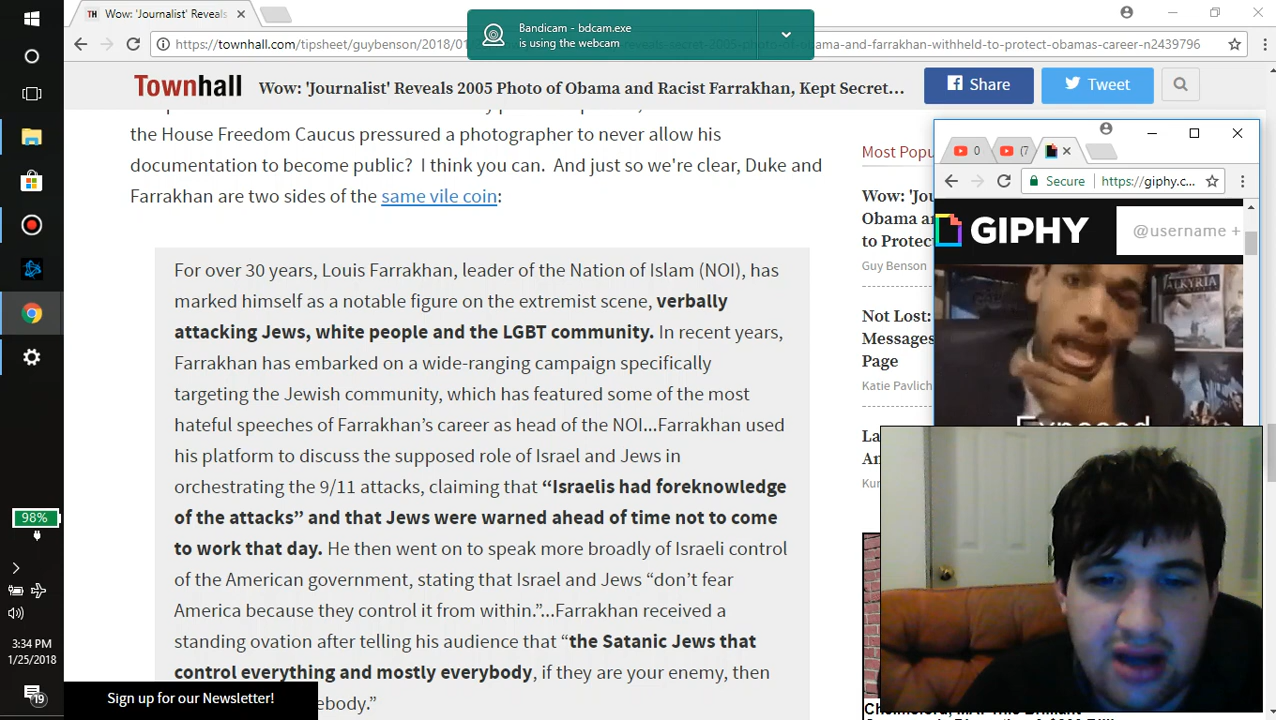 Wow: 'Journalist' Reveals
Bandicam - bdcam.exe
is using the webcam
https://townhall.com/tipsheet/guybenson/2018/01
ama-and-farrakhan-withheld-to-protect-obamas-career-n2439796
Townhall
Wow: 'Journalist' Reveals 2005 Photo of Obama and Racist Farrakhan, Kept Secret...
Share
Tweet
the House Freedom Caucus pressured a photographer to never allow his
documentation to become public? I think you can. And just so we're clear, Duke and
Farrakhan are two sides of the same vile coin:
For over 30 years, Louis Farrakhan, leader of the Nation of Islam (NOI), has
marked himself as a notable figure on the extremist scene, verbally
attacking Jews, white people and the LGBT community. In recent years,
Farrakhan has embarked on a wide-ranging campaign specifically
targeting the Jewish community, which has featured some of the most
hateful speeches of Farrakhan's career as head of the NOI...Farrakhan used
his platform to discuss the supposed role of Israel and Jews in
orchestrating the 9/11 attacks, claiming that "Israelis had foreknowledge
of the attacks" and that Jews were warned ahead of time not to come
to work that day. He then went on to speak more broadly of Israeli control
of the American government, stating that Israel and Jews "don't fear
America because they control it from within."...Farrakhan received a
standing ovation after telling his audience that "the Satanic Jews that
control everything and mostly everybody, if they are your enemy, then
ebody."
Sign up for our Newsletter!
Most Popu
Wow: 'Jou
Obama an
to Protec
Guy Benson
Not Lost:
Messages
Page
Katie Pavlich
La
An
Kur
0
(7
Secure
https://giphy.c...
GIPHY
@username +
VALKYRIA
Exposed
98%
3:34 PM
1/25/2018
19